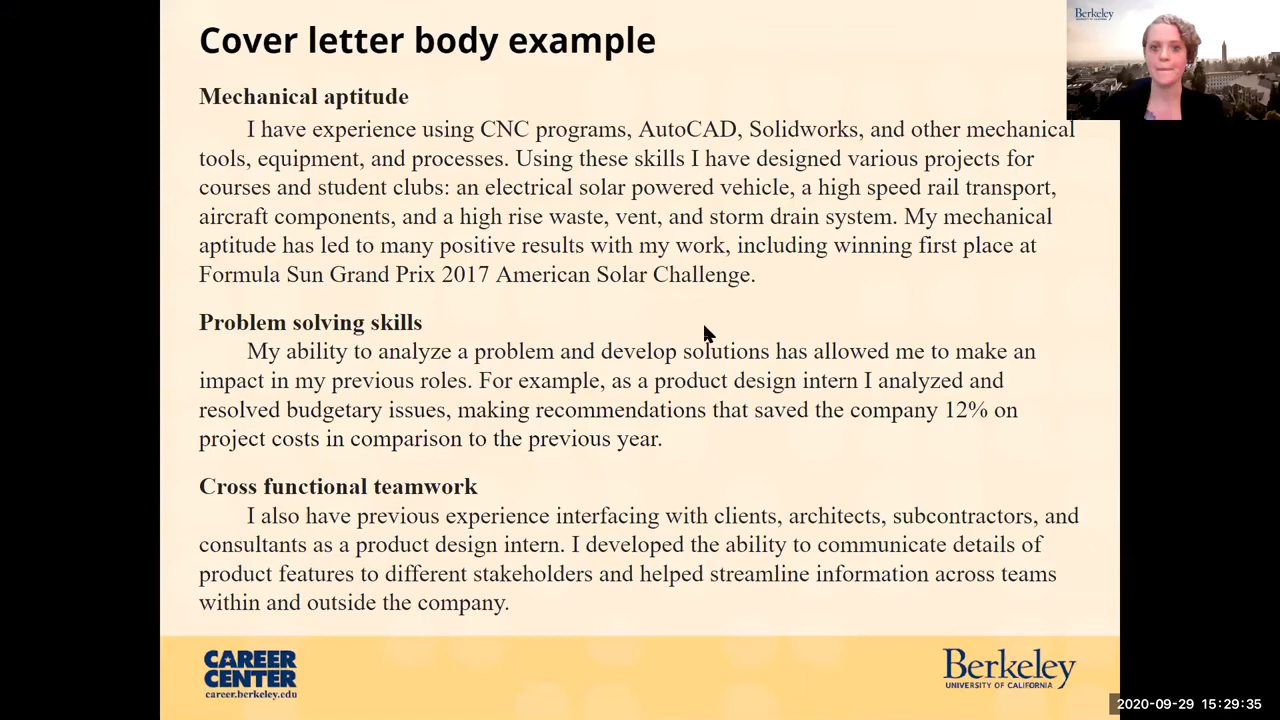 Cover letter body example
Berkeley
Mechanical aptitude
I have experience using CNC programs, AutoCAD, Solidworks, and other mechanical
tools, equipment, and processes. Using these skills I have designed various projects for
courses and student clubs: an electrical solar powered vehicle, a high speed rail transport,
aircraft components, and a high rise waste, vent, and storm drain system. My mechanical
aptitude has led to many positive results with my work, including winning first place at
Formula Sun Grand Prix 2017 American Solar Challenge.
Problem solving skills
My ability to analyze a problem and develop solutions has allowed me to make an
impact in my previous roles. For example, as a product design intern I analyzed and
resolved budgetary issues, making recommendations that saved the company 12% on
project costs in comparison to the previous year.
Cross functional teamwork
I also have previous experience interfacing with clients, architects, subcontractors, and
consultants as a product design intern. I developed the ability to communicate details of
product features to different stakeholders and helped streamline information across teams
within and outside the company.
CAREER
CENTER
career.berkeley.edu
Berkeley
UNIVERSITY OF CALIFORNIA
2020-09-29 15:29:35